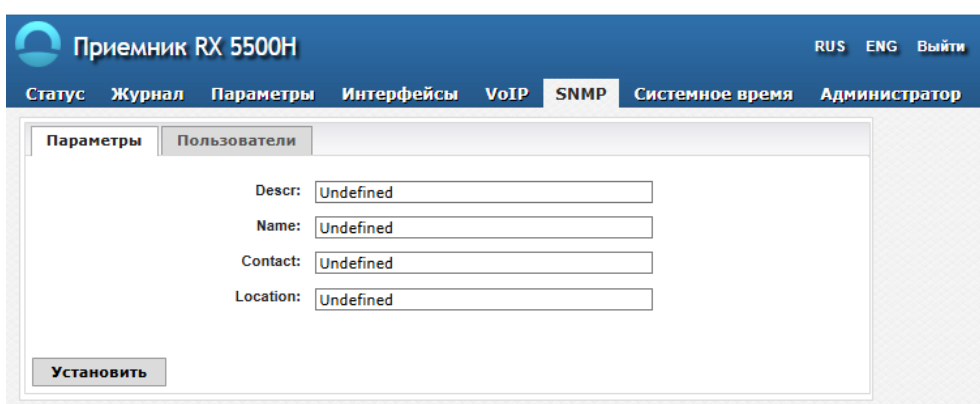 Приемник RX 5500H
RUS ENG Выйти
Статус Журнал Параметры Интерфейсы VoIP SNMP Системное время Администратор
Параметры Пользователи
Descr: Undefined
Name: Undefined
Contact: Undefined
Location: Undefined
Установить